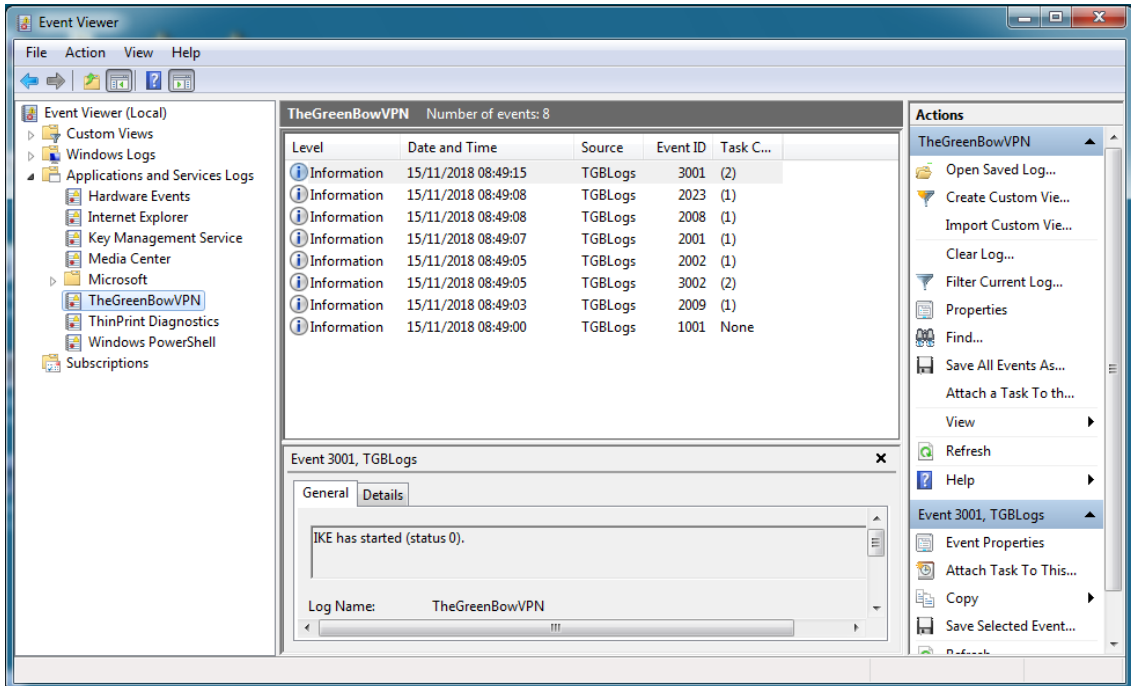 Event Viewer
File Action View Help
Event Viewer (Local)
Custom Views
Windows Logs
Applications and Services Logs
Hardware Events
Internet Explorer
Key Management Service
Media Center
Microsoft
TheGreenBowVPN
ThinPrint Diagnostics
Windows PowerShell
Subscriptions
TheGreenBowVPN Number of events: 8
Level Date and Time Source Event ID Task C...
Information 15/11/2018 08:49:15 TGBLogs 3001 (2)
Information 15/11/2018 08:49:08 TGBLogs 2023 (1)
Information 15/11/2018 08:49:08 TGBLogs 2008 (1)
Information 15/11/2018 08:49:07 TGBLogs 2001 (1)
Information 15/11/2018 08:49:05 TGBLogs 2002 (1)
Information 15/11/2018 08:49:05 TGBLogs 3002 (2)
Information 15/11/2018 08:49:03 TGBLogs 2009 (1)
Information 15/11/2018 08:49:00 TGBLogs 1001 None
Event 3001, TGBLogs
General Details
IKE has started (status 0).
Log Name: TheGreenBowVPN
Actions
TheGreenBowVPN
Open Saved Log...
Create Custom Vie...
Import Custom Vie...
Clear Log...
Filter Current Log...
Properties
Find...
Save All Events As...
Attach a Task To th...
View
Refresh
Help
Event 3001, TGBLogs
Event Properties
Attach Task To This...
Copy
Save Selected Event...
Refresh